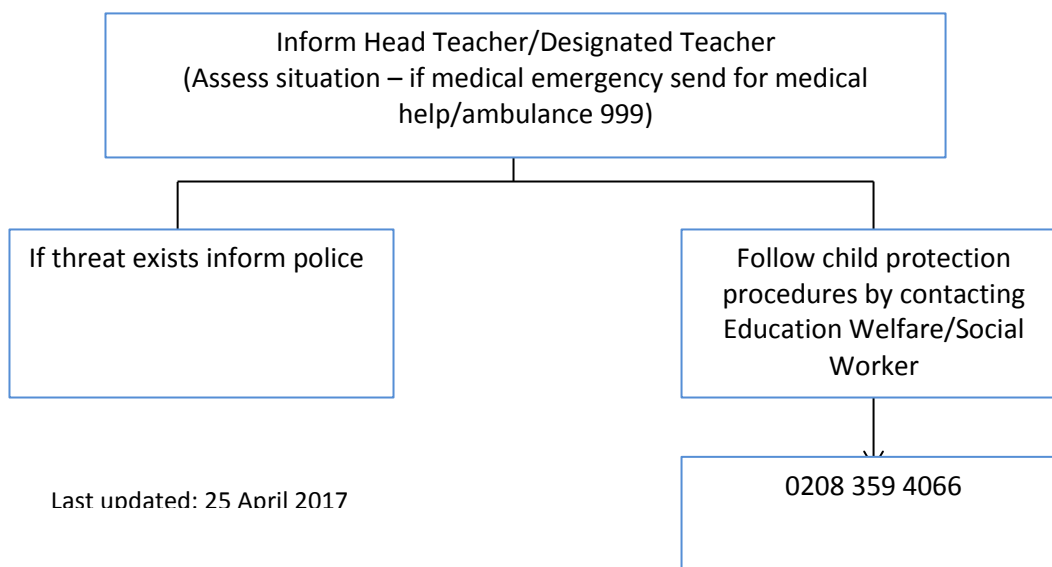 Inform Head Teacher/Designated Teacher
(Assess situation – if medical emergency send for medical
help/ambulance 999)
If threat exists inform police
Follow child protection
procedures by contacting
Education Welfare/Social
Worker
0208 359 4066
Last updated: 25 April 2017